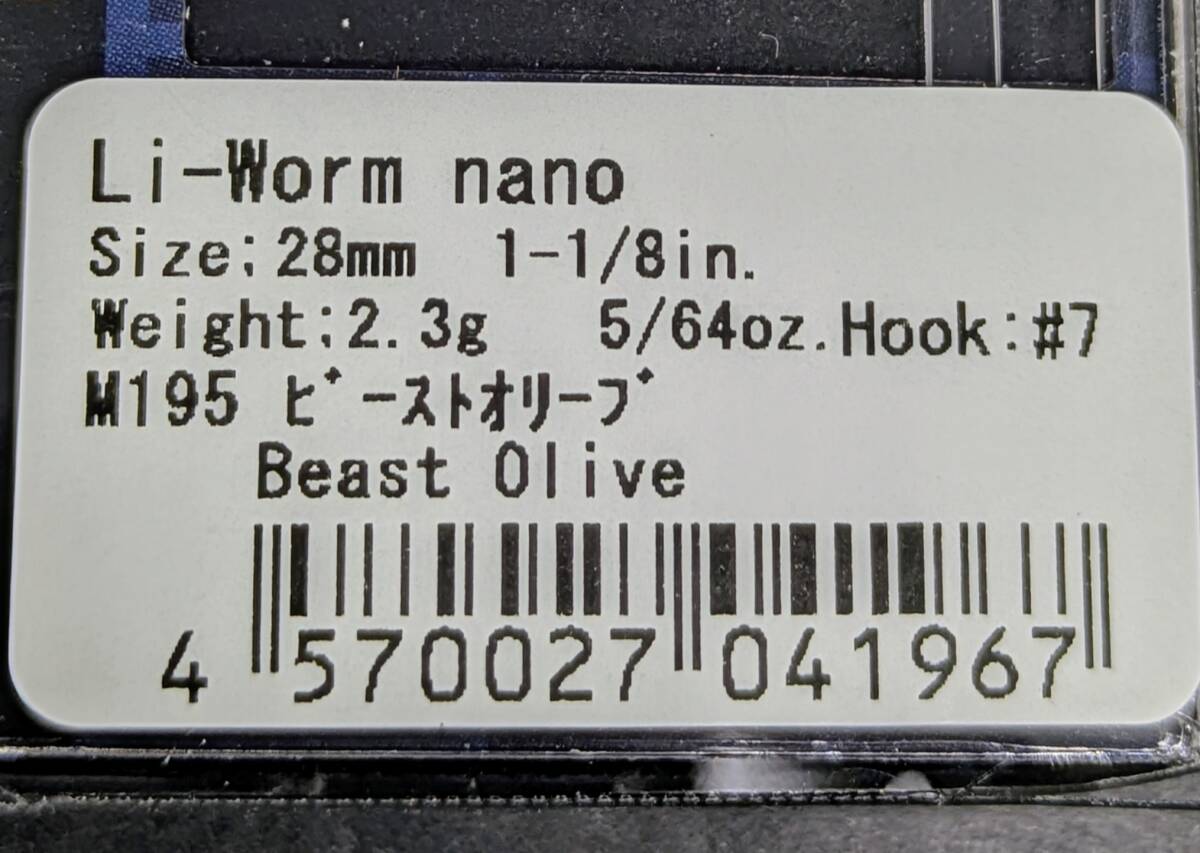 Li-Worm nano
Size:28mm 1-1/8in.
Weight:2.3g 5/64oz.Hook:#7
M195 ﾋﾞｰｽﾄｵﾘｰﾌﾞ
Beast Olive
4 570027 041967